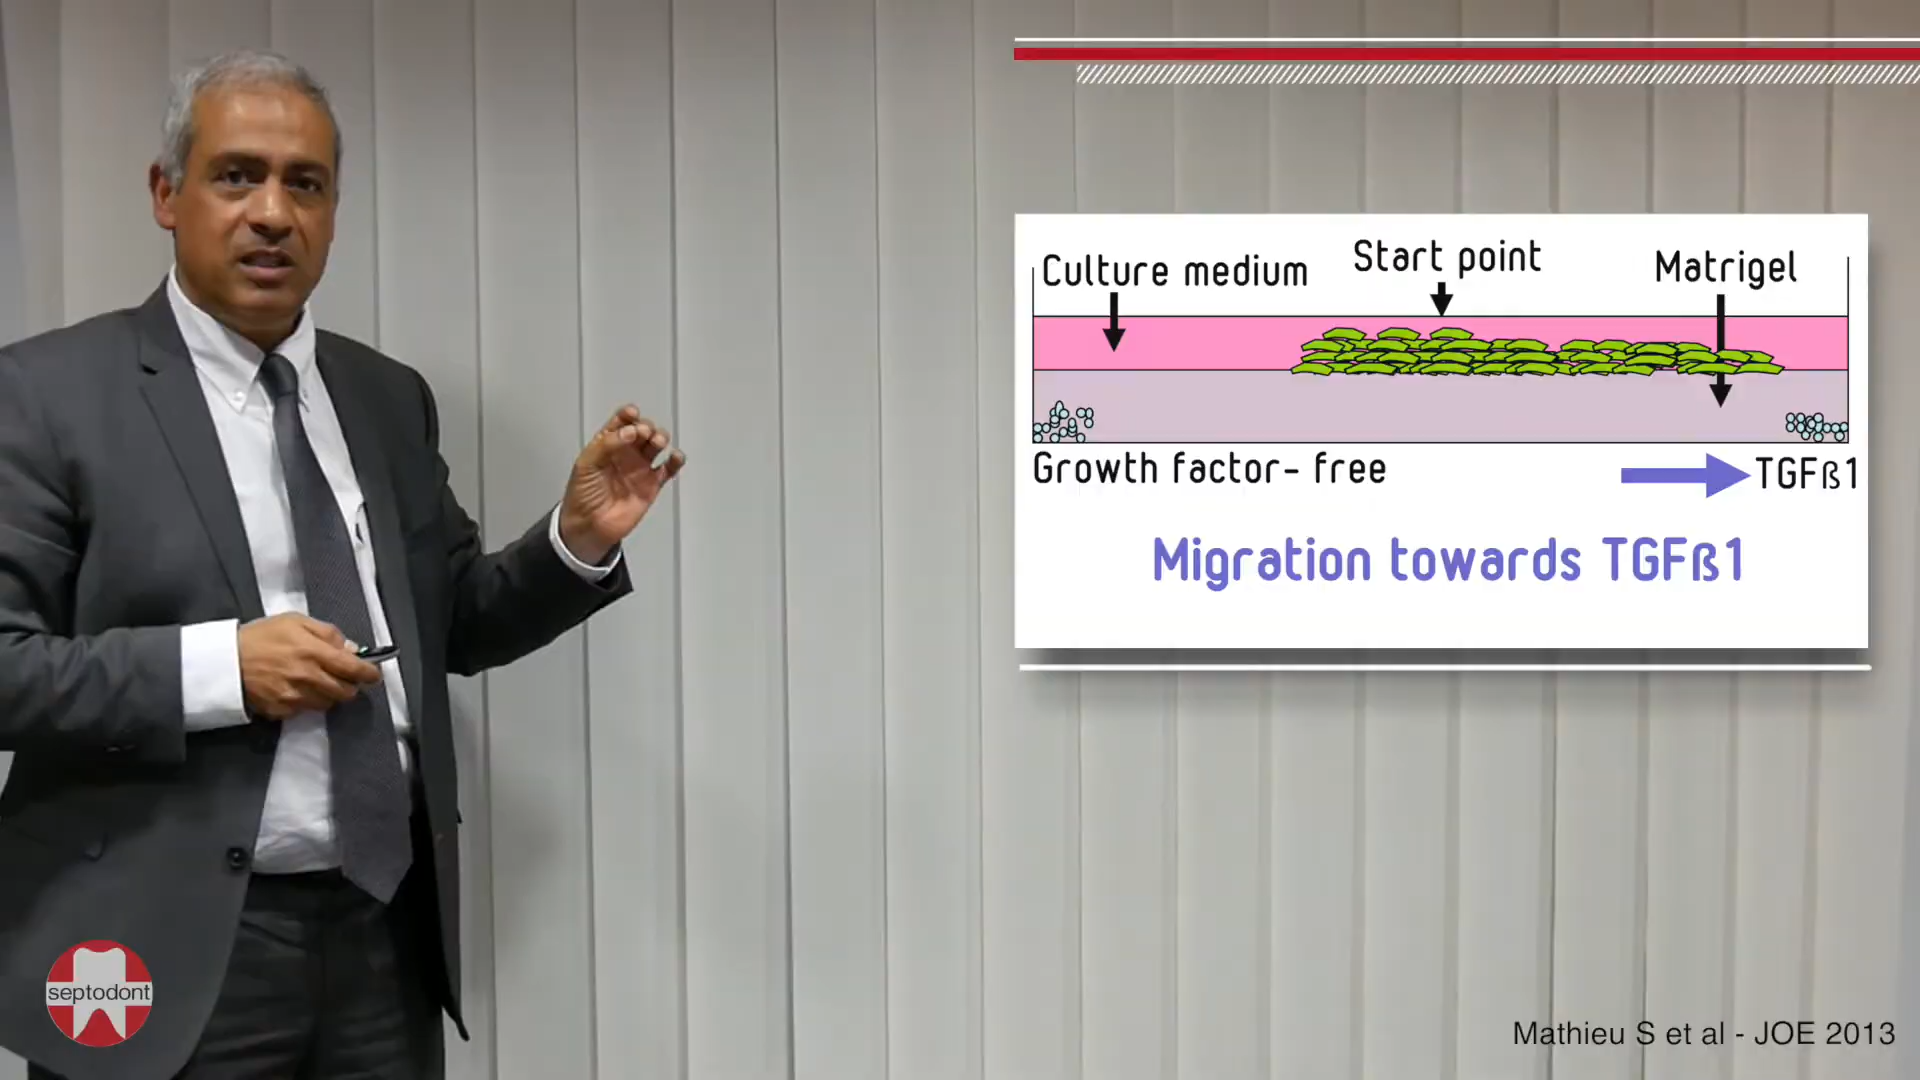 Culture medium
Start point
Matrigel
Growth factor- free
TGFß1
Migration towards TGFß1
septodont
Mathieu S et al - JOE 2013